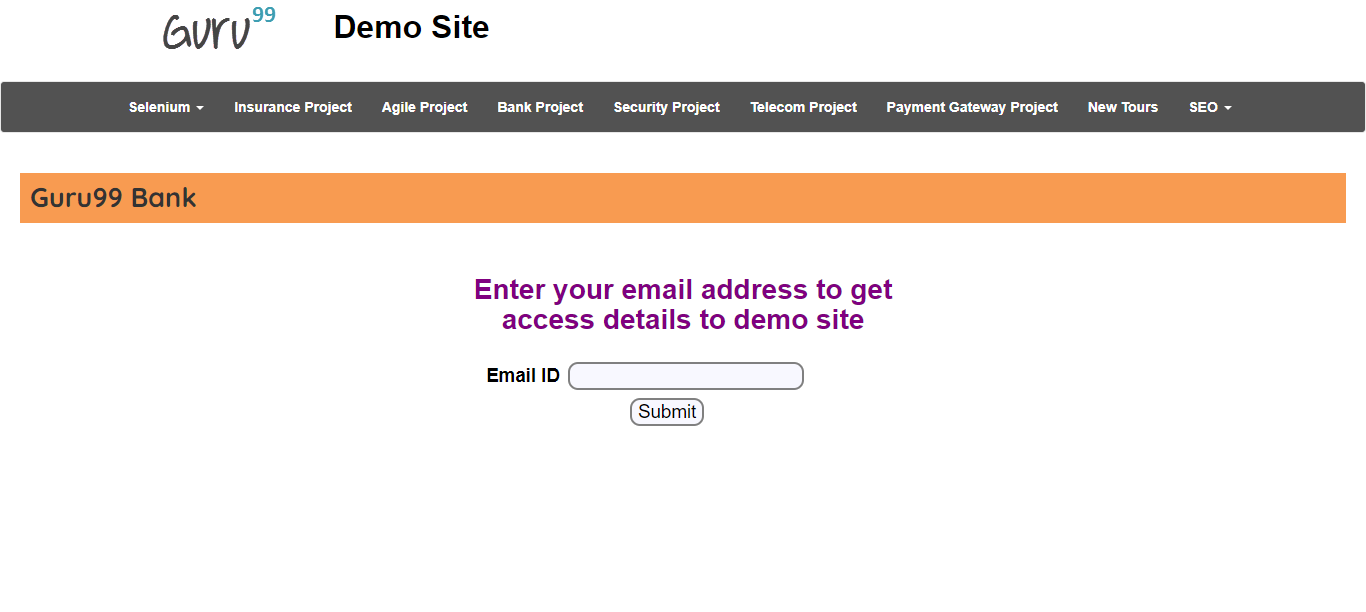 Guru99 Demo Site
Selenium Insurance Project Agile Project Bank Project Security Project Telecom Project Payment Gateway Project New Tours SEO
Guru99 Bank
Enter your email address to get
access details to demo site
Email ID
Submit